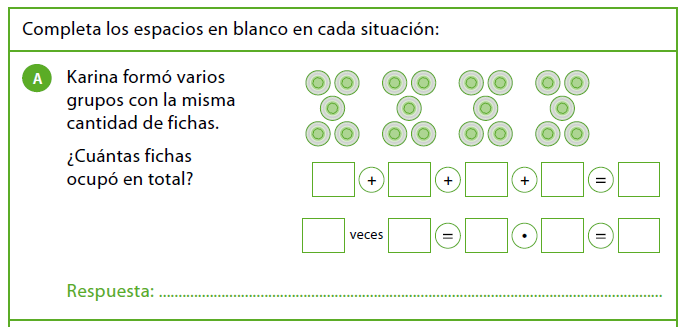 Completa los espacios en blanco en cada situación:
A
Karina formó varios
grupos con la misma
cantidad de fichas.
¿Cuántas fichas
ocupó en total?
+ + + =
veces = • =
Respuesta: ................................................................................